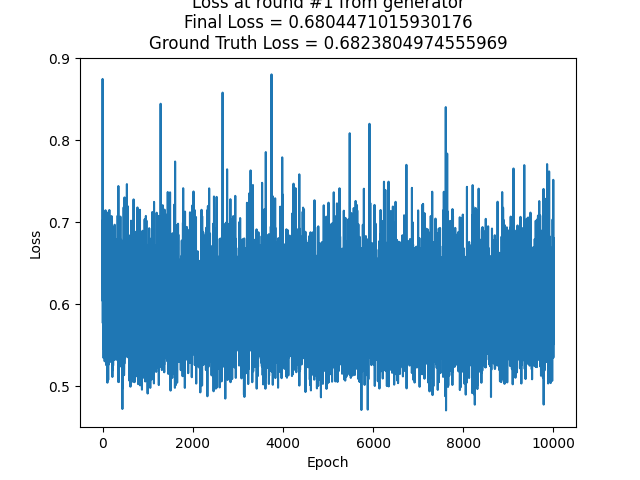 Loss at round #1 from generator
Final Loss = 0.6804471015930176
Ground Truth Loss = 0.6823804974555969
0.9
0.8
0.7
0.6
0.5
Loss
0
2000
4000
6000
8000
10000
Epoch